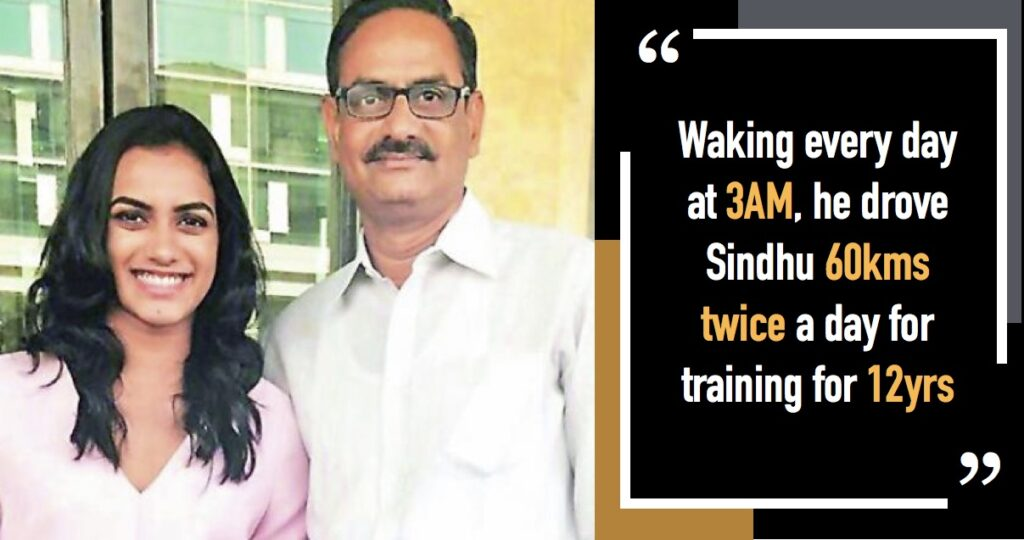 “
Waking every day
at 3AM, he drove
Sindhu 60kms
twice a day for
training for 12yrs
”